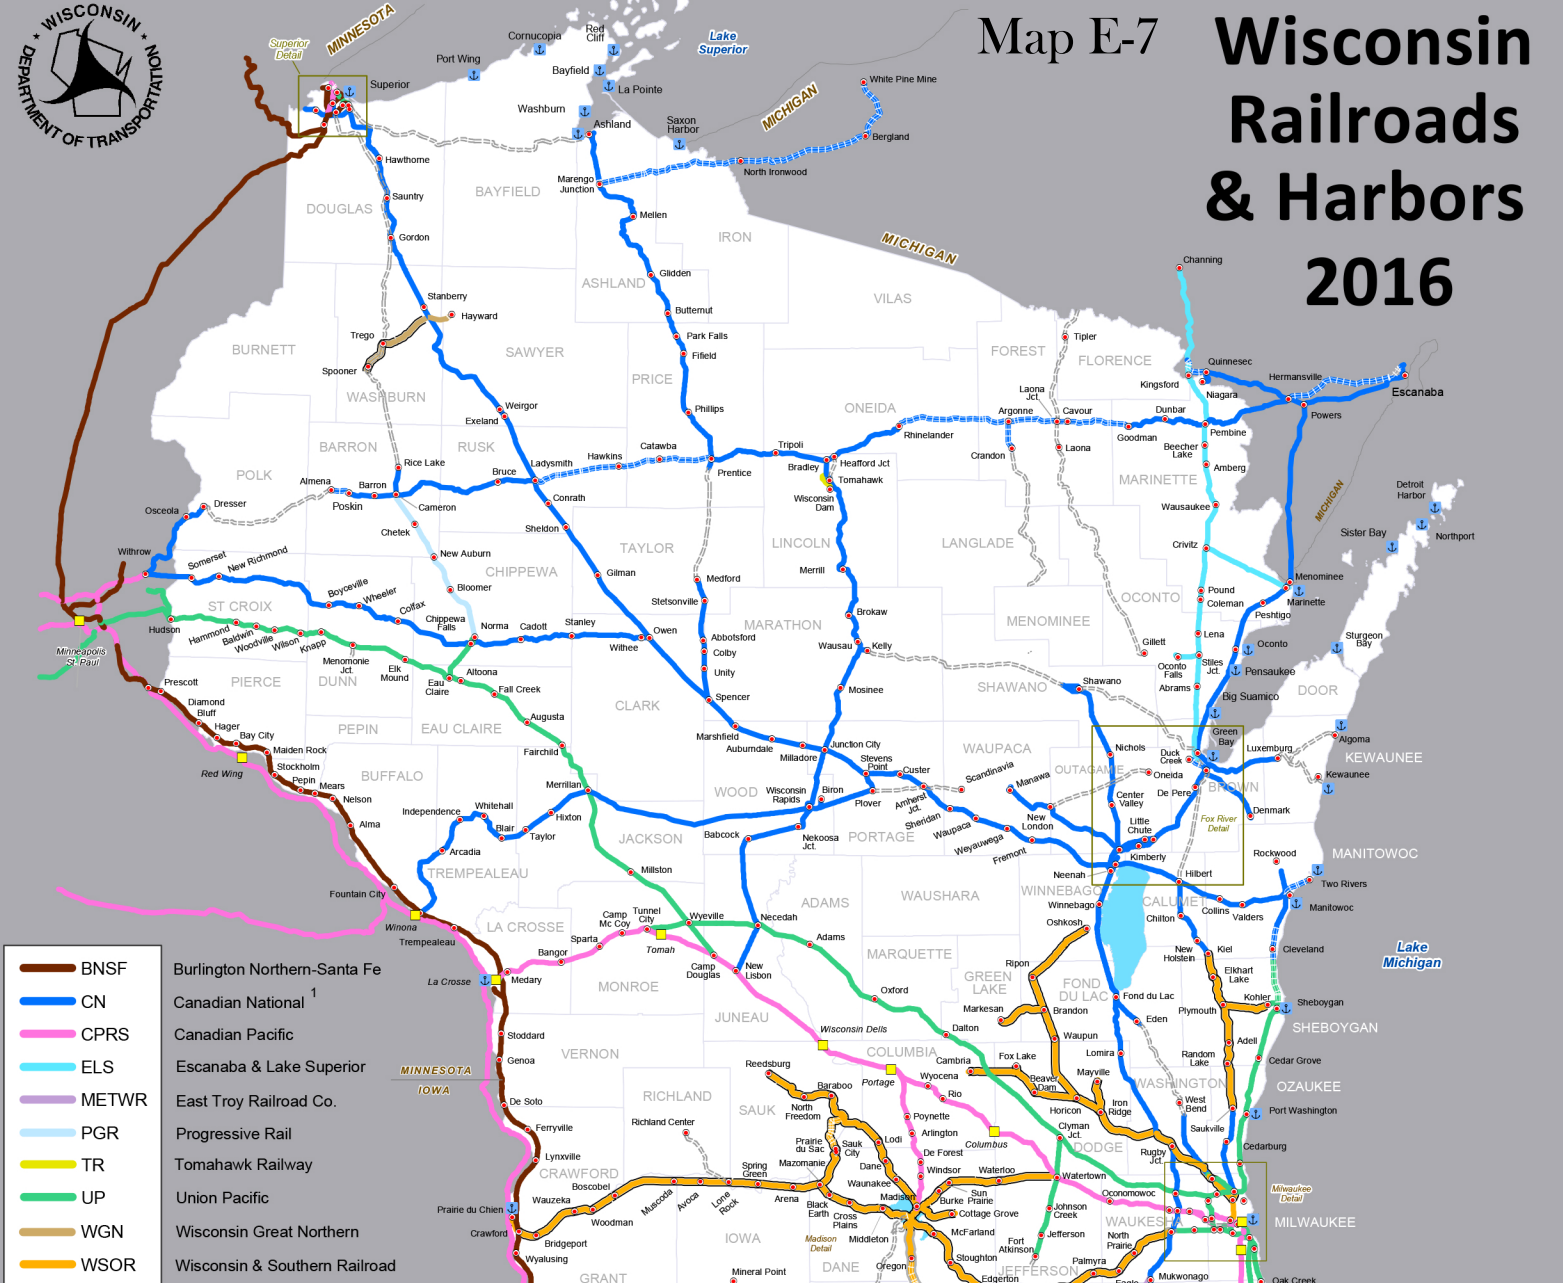 WISCONSIN
DEPARTMENT OF TRANSPORTATION
Map E-7
Wisconsin
Railroads
& Harbors
2016
Superior
Detail
MINNESOTA
Cornucopia
Red
Cliff
Lake
Superior
Port Wing
Bayfield
La Pointe
Superior
Washburn
Ashland
Saxon
Harbor
MICHIGAN
White Pine Mine
Bergland
North Ironwood
Marengo
Junction
Hawthorne
Sauntry
Gordon
DOUGLAS
BAYFIELD
Mellen
IRON
MICHIGAN
ASHLAND
Glidden
VILAS
Channing
Stanberry
Hayward
Butternut
Park Falls
Fifield
Trego
Spooner
BURNETT
SAWYER
WASHBURN
PRICE
FOREST
Tipler
FLORENCE
Quinnesec
Kingsford
Niagara
Hermansville
Escanaba
Powers
Laona
Jct.
Weirgor
Exeland
Phillips
ONEIDA
Rhinelander
Argonne
Cavour
Dunbar
Goodman
Pembine
Beecher
Lake
Amberg
BARRON
RUSK
POLK
Rice Lake
Bruce
Ladysmith
Hawkins
Catawba
Prentice
Tripoli
Bradley
Heafford Jct
Tomahawk
Wisconsin
Dam
Crandon
Laona
MARINETTE
Wausaukee
MICHIGAN
Detroit
Harbor
Sister Bay
Northport
Almena
Poskin
Barron
Cameron
Dresser
Osceola
Chetek
Conrath
Sheldon
TAYLOR
LINCOLN
LANGLADE
Crivitz
Withrow
Somerset
New Richmond
New Auburn
Bloomer
CHIPPEWA
Gilman
Medford
Stetsonville
Merrill
Menominee
Marinette
Pound
Coleman
Peshtigo
OCONTO
ST CROIX
Boyceville
Wheeler
Colfax
Chippewa
Falls
Norma
Cadott
Stanley
Withee
Owen
Abbotsford
Colby
Unity
MARATHON
Brokaw
Wausau
Kelly
MENOMINEE
Gillett
Lena
Oconto
Oconto
Falls
Stiles
Jct.
Pensaukee
Sturgeon
Bay
Minneapolis
St. Paul
Hudson
Hammond
Baldwin
Woodville
Wilson
Knapp
Menomonie
Jct.
Elk
Mound
Eau
Claire
Altoona
Fall Creek
PIERCE
DUNN
Prescott
Diamond
Bluff
Hager
Bay City
Maiden Rock
Red Wing
Stockholm
Pepin
Mears
Nelson
PEPIN
EAU CLAIRE
Augusta
Fairchild
CLARK
Spencer
Marshfield
Auburndale
Milladore
Mosinee
Junction City
SHAWANO
Shawano
Abrams
Big Suamico
DOOR
Green
Bay
Luxemburg
Algoma
KEWAUNEE
Kewaunee
BUFFALO
Alma
Independence
Whitehall
Blair
Taylor
Hixton
Merrillan
Arcadia
TREMPEALEAU
JACKSON
WOOD
Wisconsin
Rapids
Biron
Stevens
Point
Custer
Plover
Amherst
Jct.
Scandinavia
Manawa
Sheridan
Waupaca
Weyauwega
Fremont
New
London
WAUPACA
OUTAGAMIE
Nichols
Duck
Creek
Oneida
De Pere
BROWN
Center
Valley
Little
Chute
Kimberly
Fox River
Detail
Denmark
Rockwood
MANITOWOC
Two Rivers
Manitowoc
Babcock
Nekoosa
Jct.
PORTAGE
Millston
ADAMS
WAUSHARA
WINNEBAGO
Neenah
Winnebago
Oshkosh
Hilbert
CALUMET
Chilton
Collins
Valders
Fountain City
Winona
Trempealeau
LA CROSSE
La Crosse
Medary
Bangor
Sparta
Camp
Mc Coy
Tunnel
City
Tomah
Wyeville
Camp
Douglas
New
Lisbon
Necedah
Adams
MONROE
JUNEAU
Oxford
MARQUETTE
GREEN
LAKE
Ripon
Markesan
Brandon
FOND
DU LAC
Fond du Lac
Eden
New
Holstein
Kiel
Elkhart
Lake
Plymouth
Kohler
Cleveland
Sheboygan
SHEBOYGAN
Lake
Michigan
BNSF Burlington Northern-Santa Fe
CN Canadian National 1
CPRS Canadian Pacific
ELS Escanaba & Lake Superior
METWR East Troy Railroad Co.
PGR Progressive Rail
TR Tomahawk Railway
UP Union Pacific
WGN Wisconsin Great Northern
WSOR Wisconsin & Southern Railroad
MINNESOTA
IOWA
Stoddard
Genoa
De Soto
Ferryville
Lynxville
VERNON
CRAWFORD
Prairie du Chien
Crawford
Wyalusing
Bridgeport
Wauzeka
Woodman
Boscobel
Muscoda
Avoca
Lone
Rock
Spring
Green
Arena
RICHLAND
Richland Center
SAUK
Reedsburg
North
Freedom
Baraboo
Prairie
du Sac
Sauk
City
Mazomanie
Black
Earth
Cross
Plains
Middleton
Madison
Detail
IOWA
GRANT
Mineral Point
DANE
Oregon
Wisconsin Dells
COLUMBIA
Portage
Wyocena
Rio
Poynette
Arlington
De Forest
Windsor
Lodi
Dane
Waunakee
Madison
Burke
Sun
Prairie
Cottage Grove
McFarland
Stoughton
Edgerton
Columbus
Waterloo
Watertown
Dalton
Cambria
Fox Lake
Beaver
Dam
Waupun
Mayville
Horicon
Iron
Ridge
Clyman
Jct.
DODGE
Johnson
Creek
Jefferson
Fort
Atkinson
JEFFERSON
Palmyra
Lomira
WASHINGTON
West
Bend
Rugby
Jct.
Oconomowoc
WAUKESHA
North
Prairie
Mukwonago
Eagle
Random
Lake
Adell
Cedar Grove
OZAUKEE
Port Washington
Saukville
Cedarburg
Milwaukee
Detail
MILWAUKEE
Oak Creek